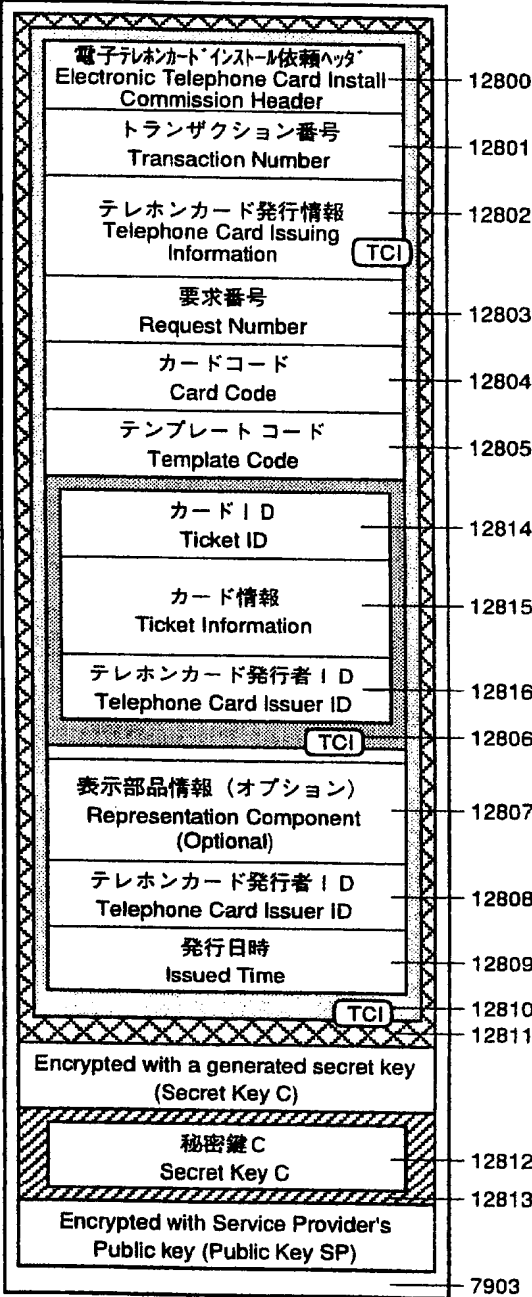 電子テレホンカード インストール依頼ヘッダ
Electronic Telephone Card Install
Commission Header
12800
トランザクション番号
Transaction Number
12801
テレホンカード発行情報
Telephone Card Issuing
Information
TCI
12802
要求番号
Request Number
12803
カードコード
Card Code
12804
テンプレート コード
Template Code
12805
カードID
Ticket ID
12814
カード情報
Ticket Information
12815
テレホンカード発行者ID
Telephone Card Issuer ID
12816
TCI
12806
表示部品情報（オプション）
Representation Component
(Optional)
12807
テレホンカード発行者ID
Telephone Card Issuer ID
12808
発行日時
Issued Time
12809
TCI
12810
12811
Encrypted with a generated secret key
(Secret Key C)
秘密鍵C
Secret Key C
12812
12813
Encrypted with Service Provider's
Public key (Public Key SP)
7903